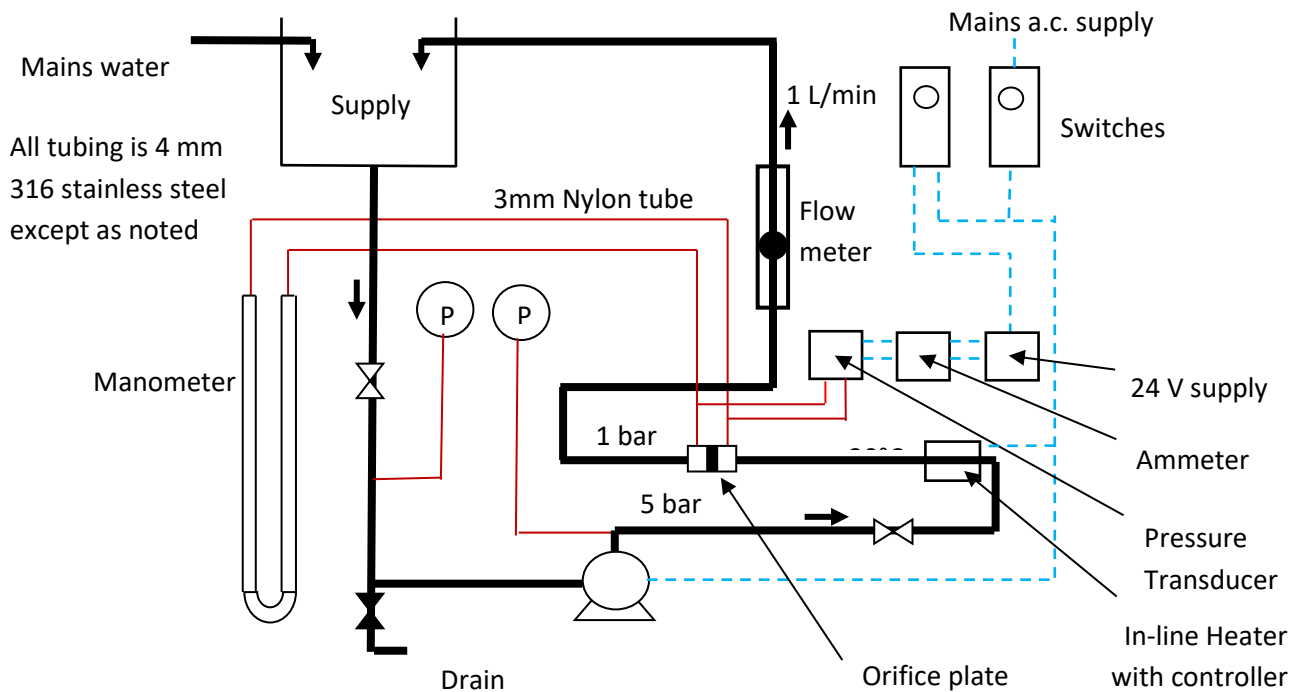 Mains a.c. supply
Mains water
Supply
1 L/min
Switches
All tubing is 4 mm
316 stainless steel
except as noted
3mm Nylon tube
Flow
meter
P
P
Manometer
24 V supply
1 bar
Ammeter
5 bar
Pressure
Transducer
In-line Heater
with controller
Orifice plate
Drain